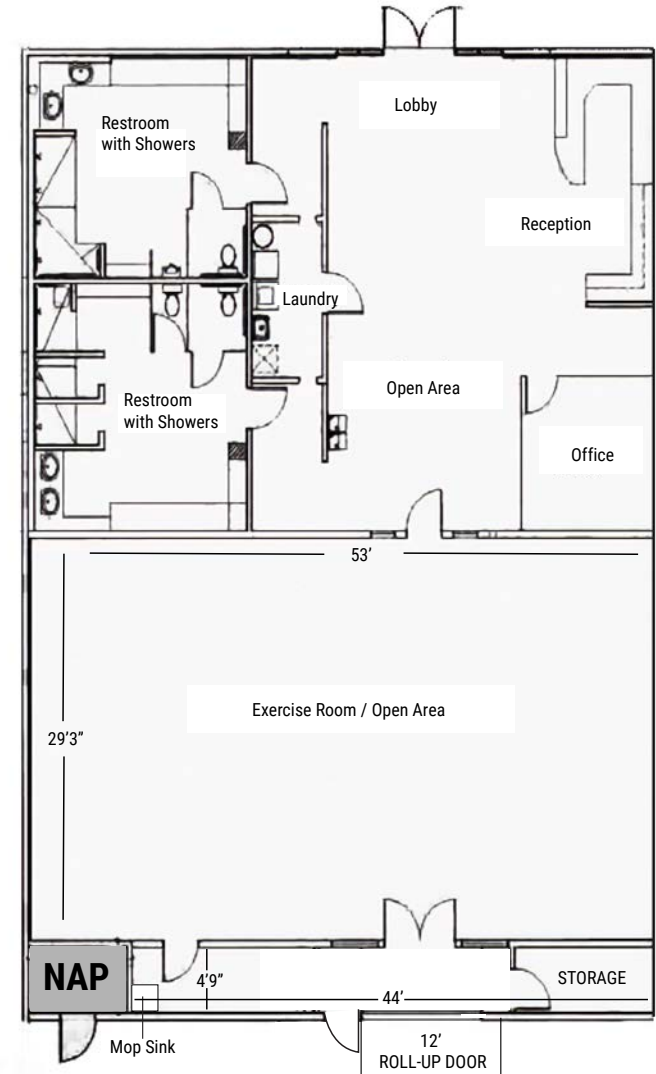 Lobby
Restroom
with Showers
Reception
Laundry
Open Area
Restroom
with Showers
Office
53’
Exercise Room / Open Area
29’3”
NAP
4’9”
STORAGE
44’
Mop Sink
12’
ROLL-UP DOOR